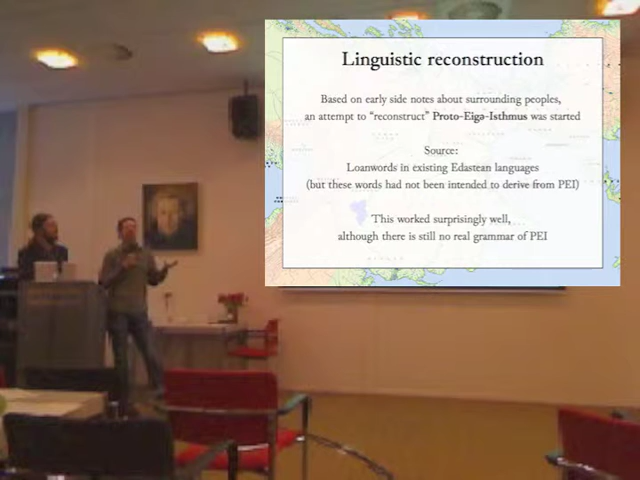 Linguistic reconstruction
Based on early side notes about surrounding peoples,
an attempt to "reconstruct" Proto-Eiga-Isthmus was started
Source:
Loanwords in existing Edastean languages
(but these words had not been intended to derive from PEI)
This worked surprisingly well,
although there is still no real grammar of PEI